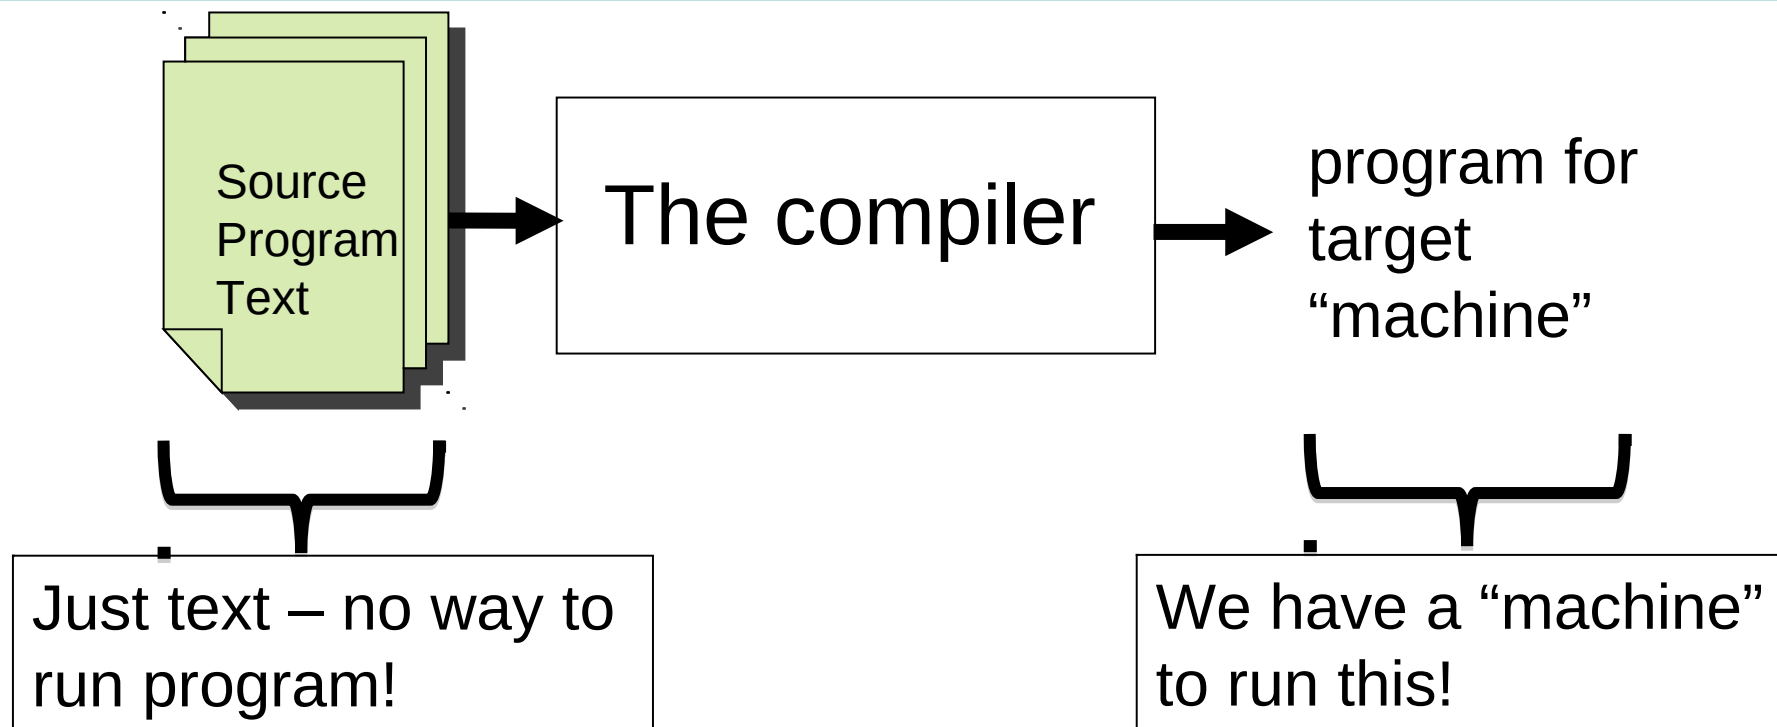 Source
Program
Text
The compiler
program for
target
“machine”
Just text – no way to
run program!
We have a “machine”
to run this!